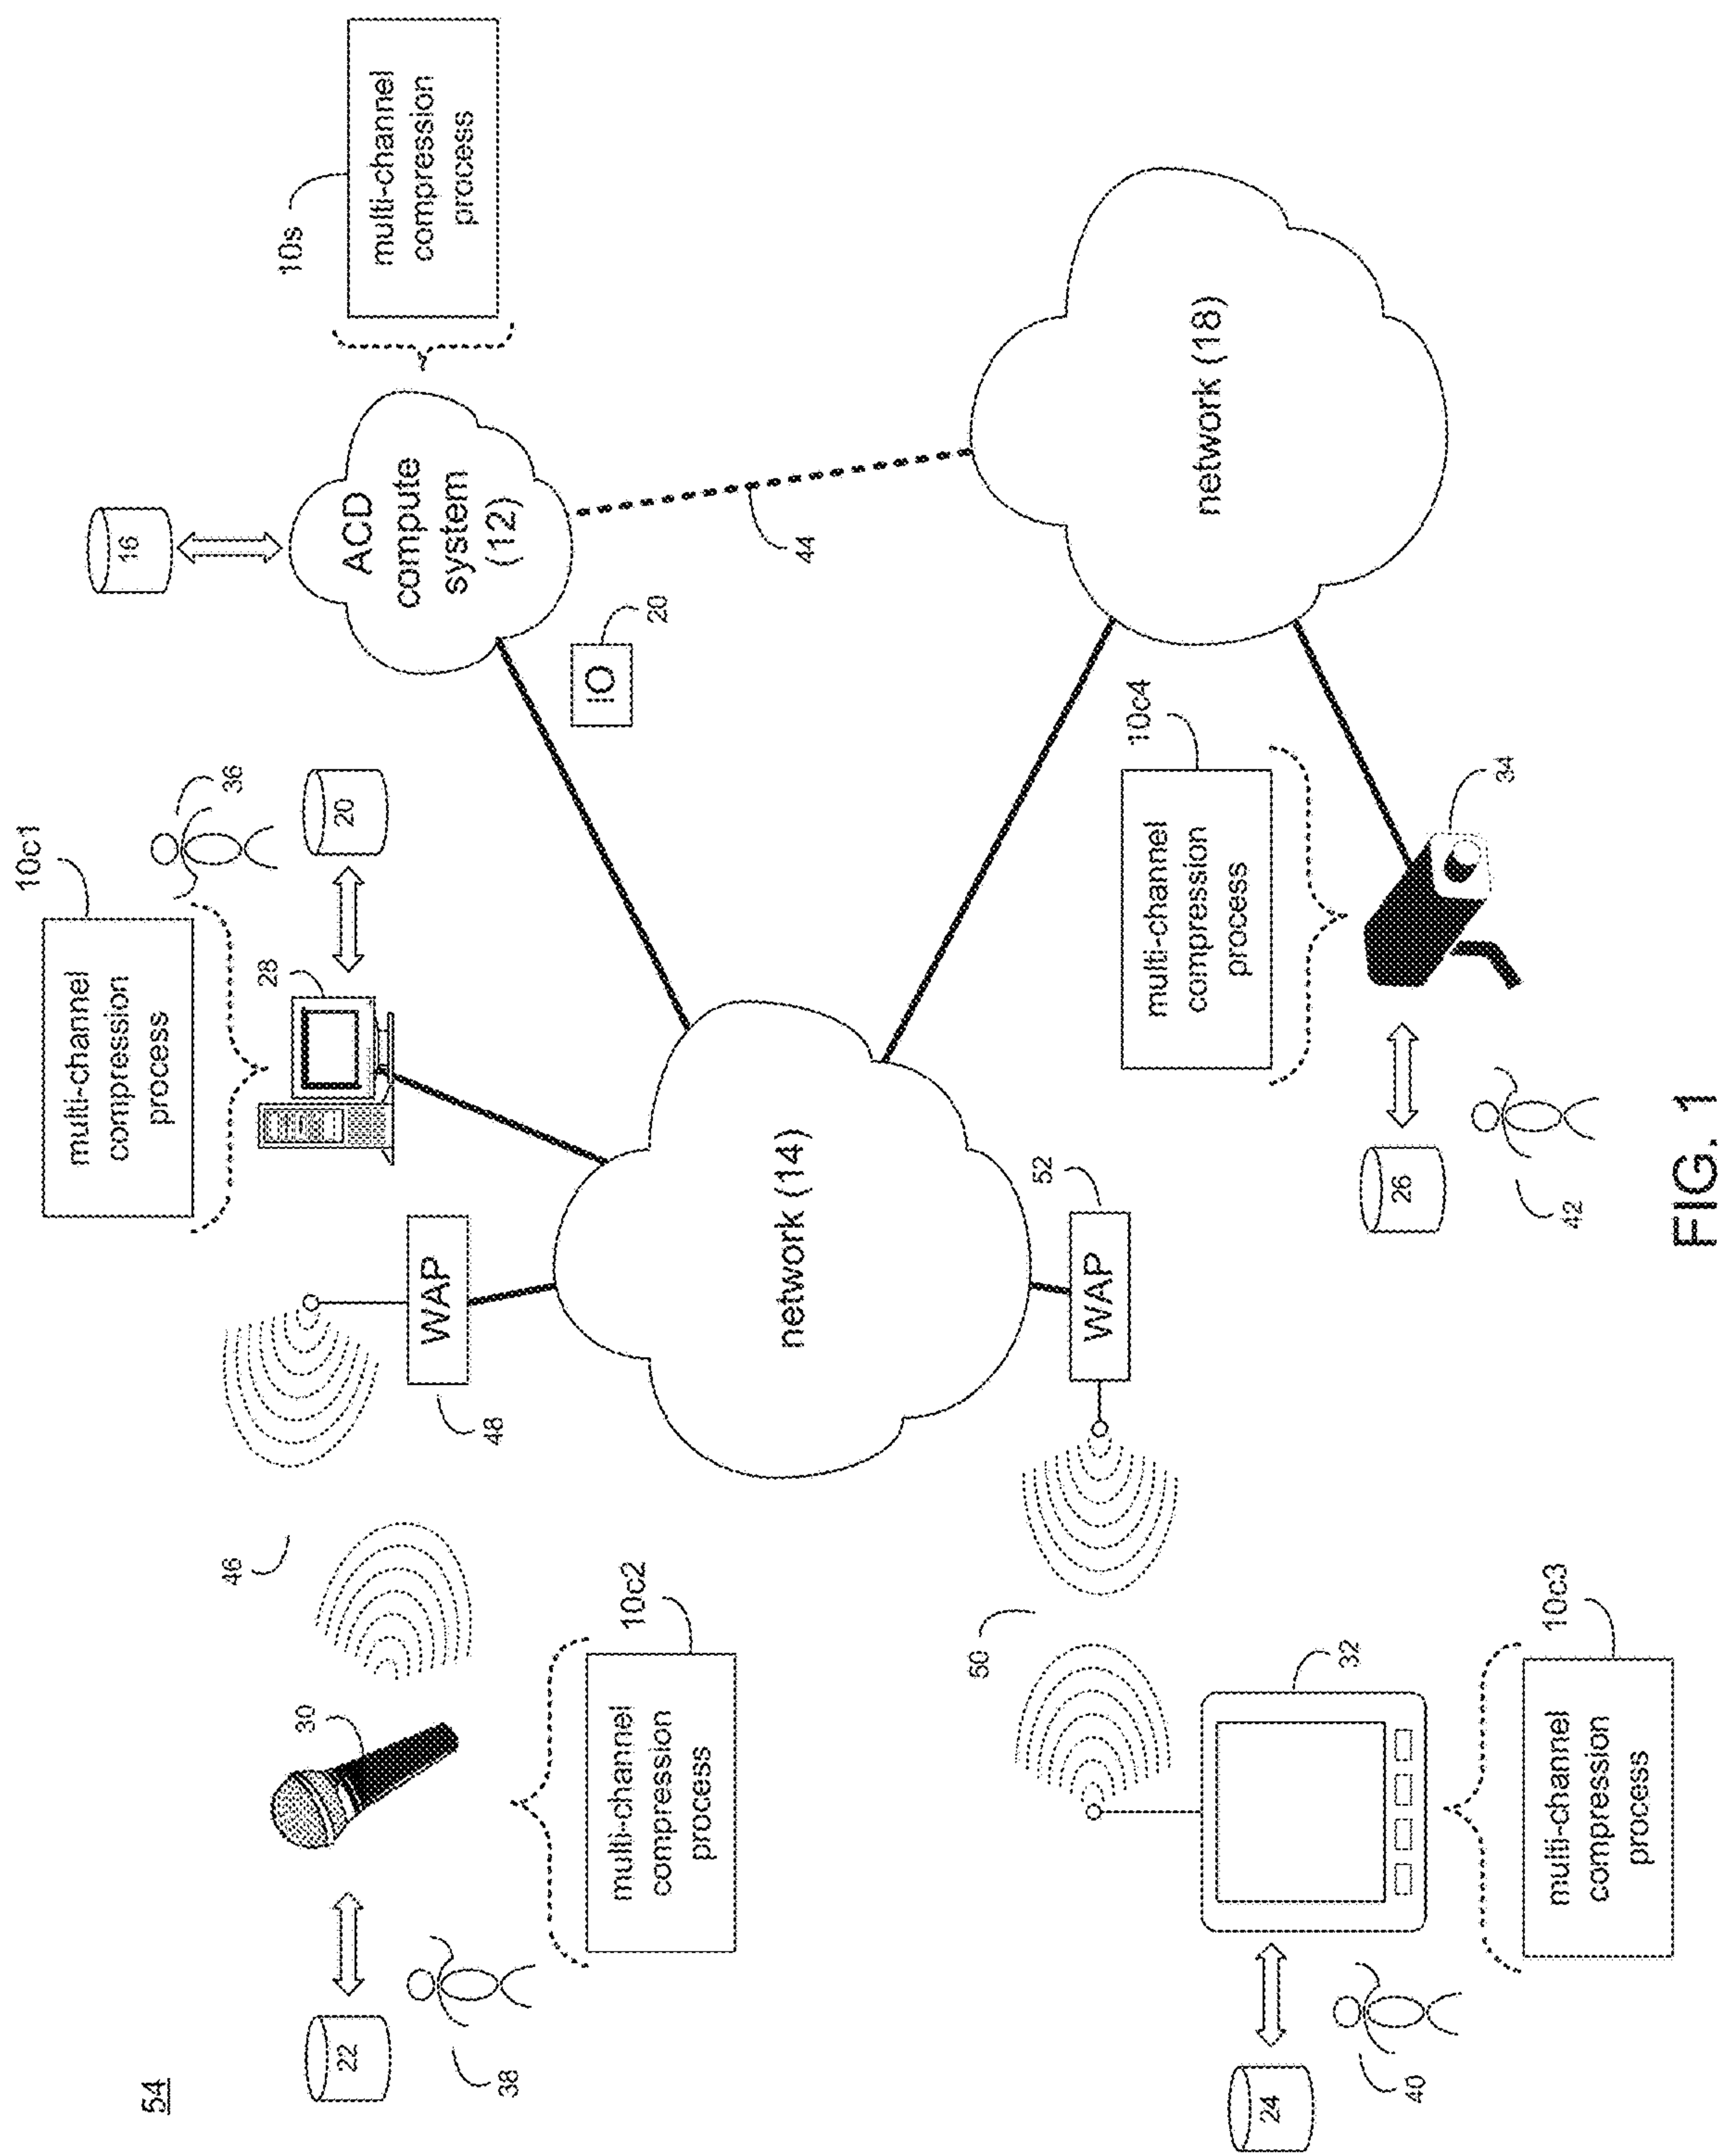 10c1
multi-channel
compression
process
16
54
46
36
28
10s
multi-channel
compression
process
30
20
22
ACD
compute
system
(12)
WAP
48
38
IO
20
10c2
multi-channel
compression
process
network (14)
44
50
52
WAP
10c4
multi-channel
compression
process
network (18)
24
32
26
40
34
10c3
multi-channel
compression
process
42
FIG. 1